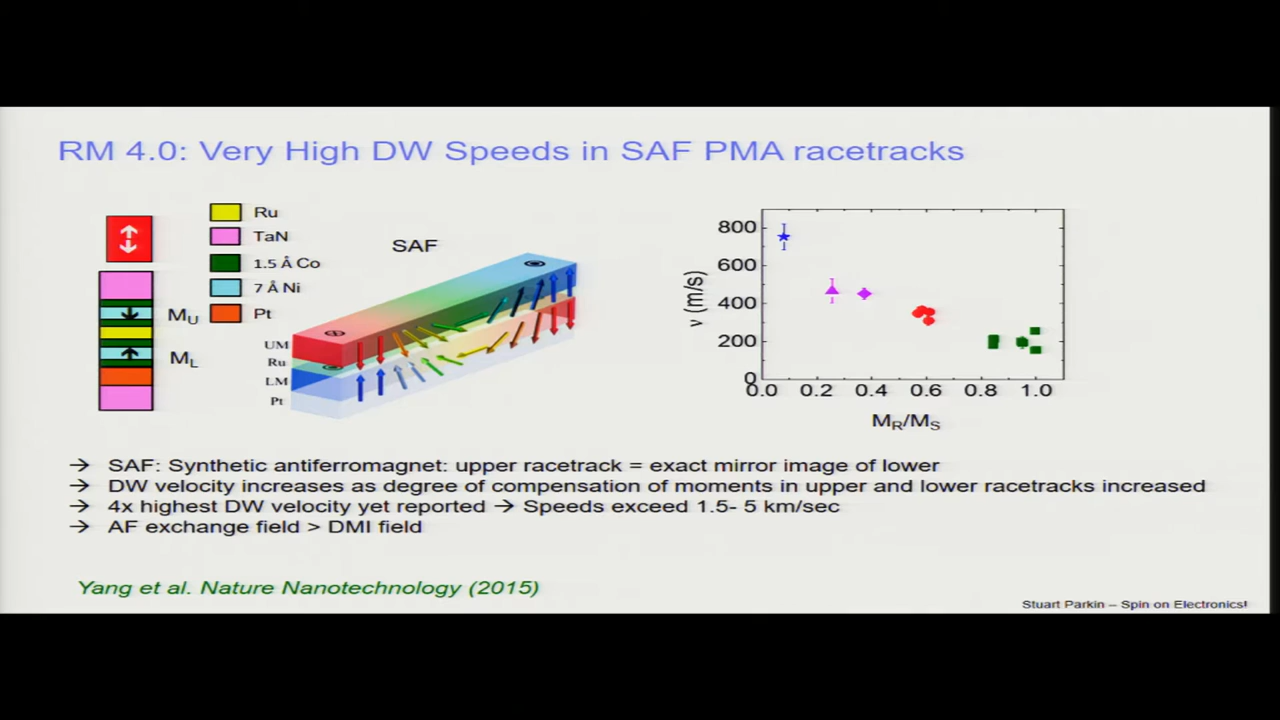 RM 4.0: Very High DW Speeds in SAF PMA racetracks
Ru
TaN
1.5 Å Co
7 Å Ni
Pt
M_U
M_L
SAF
UM
Ru
LM
Pt
ν (m/s)
800
600
400
200
0
0.0 0.2 0.4 0.6 0.8 1.0
M_R/M_S
→ SAF: Synthetic antiferromagnet: upper racetrack = exact mirror image of lower
→ DW velocity increases as degree of compensation of moments in upper and lower racetracks increased
→ 4x highest DW velocity yet reported → Speeds exceed 1.5- 5 km/sec
→ AF exchange field > DMI field
Yang et al. Nature Nanotechnology (2015)
Stuart Parkin – Spin on Electronics!